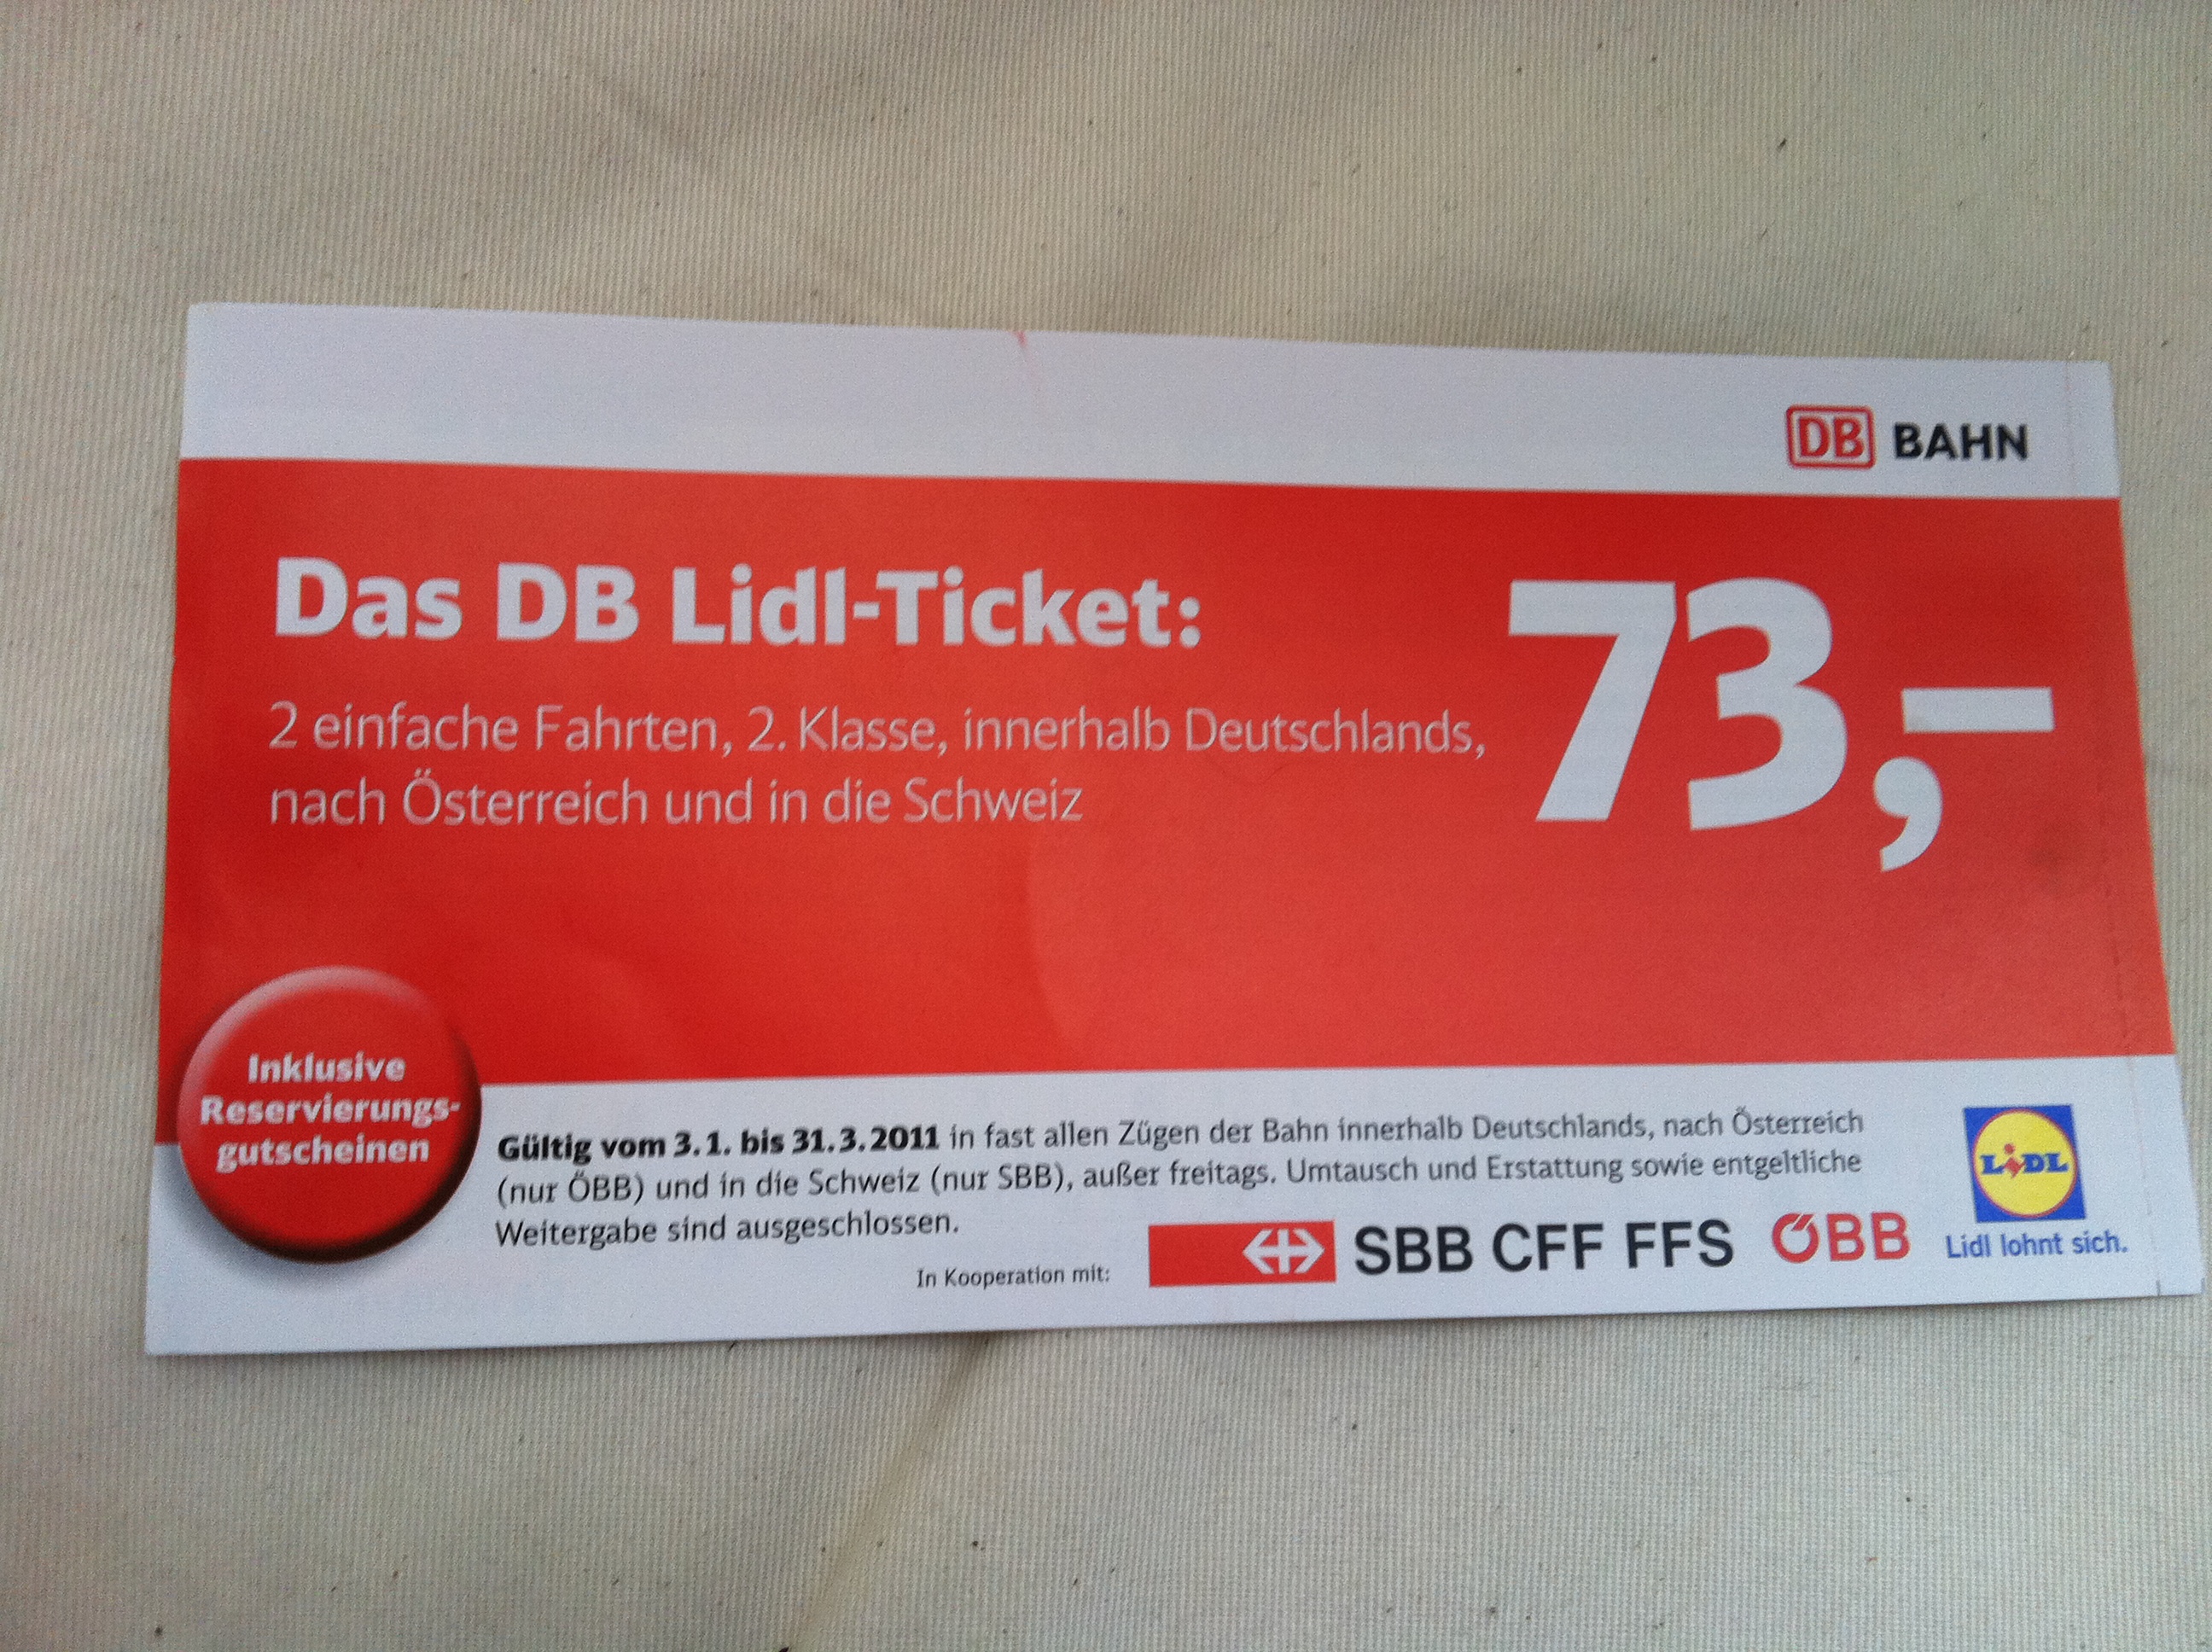 DB BAHN
Das DB Lidl-Ticket:
73,–
2 einfache Fahrten, 2. Klasse, innerhalb Deutschlands,
nach Österreich und in die Schweiz
Inklusive
Reservierungs-
gutscheinen
Gültig vom 3.1. bis 31.3.2011 in fast allen Zügen der Bahn innerhalb Deutschlands, nach Österreich
(nur ÖBB) und in die Schweiz (nur SBB), außer freitags. Umtausch und Erstattung sowie entgeltliche
Weitergabe sind ausgeschlossen.
In Kooperation mit:
SBB CFF FFS
ÖBB
LIDL
Lidl lohnt sich.